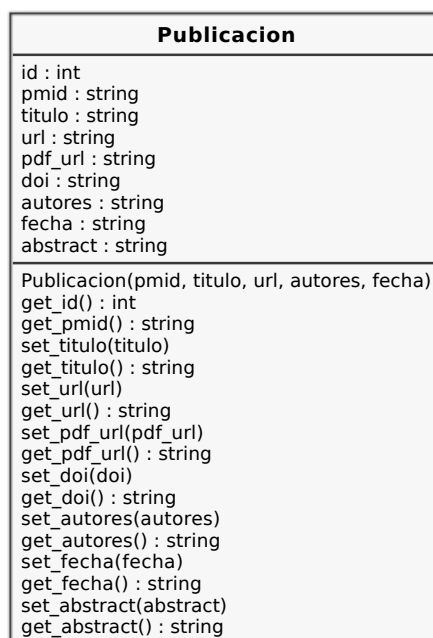 Publicacion
id : int
pmid : string
titulo : string
url : string
pdf_url : string
doi : string
autores : string
fecha : string
abstract : string
Publicacion(pmid, titulo, url, autores, fecha)
get_id() : int
get_pmid() : string
set_titulo(titulo)
get_titulo() : string
set_url(url)
get_url() : string
set_pdf_url(pdf_url)
get_pdf_url() : string
set_doi(doi)
get_doi() : string
set_autores(autores)
get_autores() : string
set_fecha(fecha)
get_fecha() : string
set_abstract(abstract)
get_abstract() : string